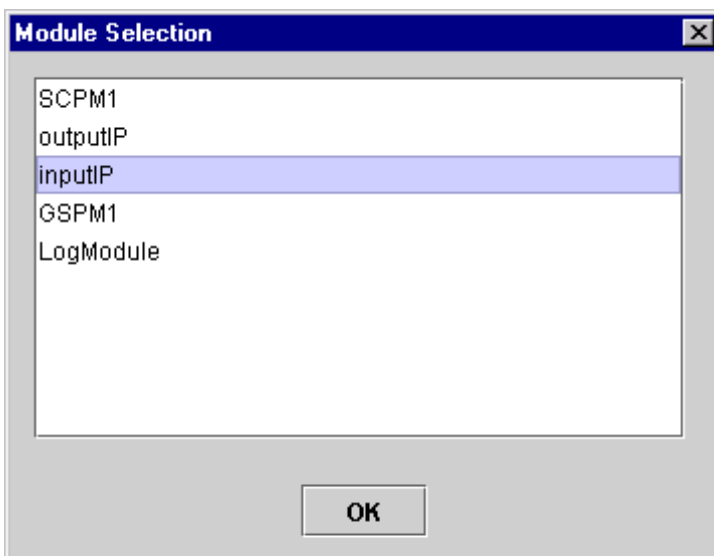 Module Selection
SCPM1
outputIP
inputIP
GSPM1
LogModule
OK